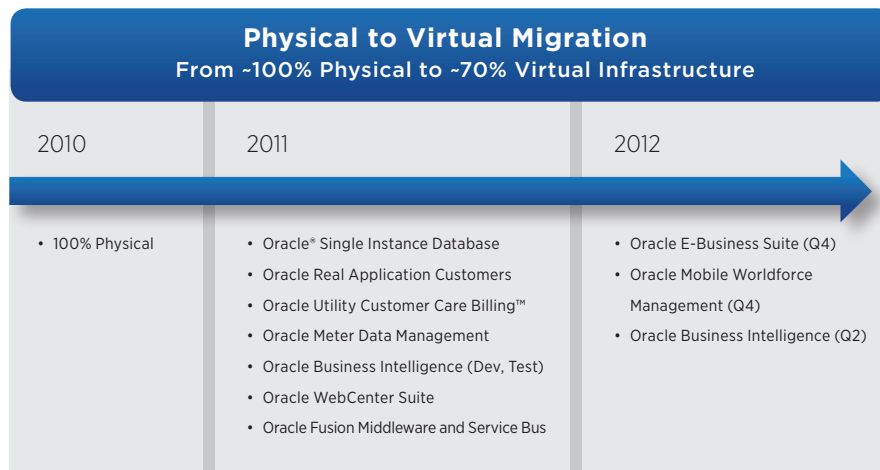 Physical to Virtual Migration
From ~100% Physical to ~70% Virtual Infrastructure
2010
2011
2012
• 100% Physical
• Oracle® Single Instance Database
• Oracle Real Application Customers
• Oracle Utility Customer Care Billing™
• Oracle Meter Data Management
• Oracle Business Intelligence (Dev, Test)
• Oracle WebCenter Suite
• Oracle Fusion Middleware and Service Bus
• Oracle E-Business Suite (Q4)
• Oracle Mobile Worldforce
Management (Q4)
• Oracle Business Intelligence (Q2)